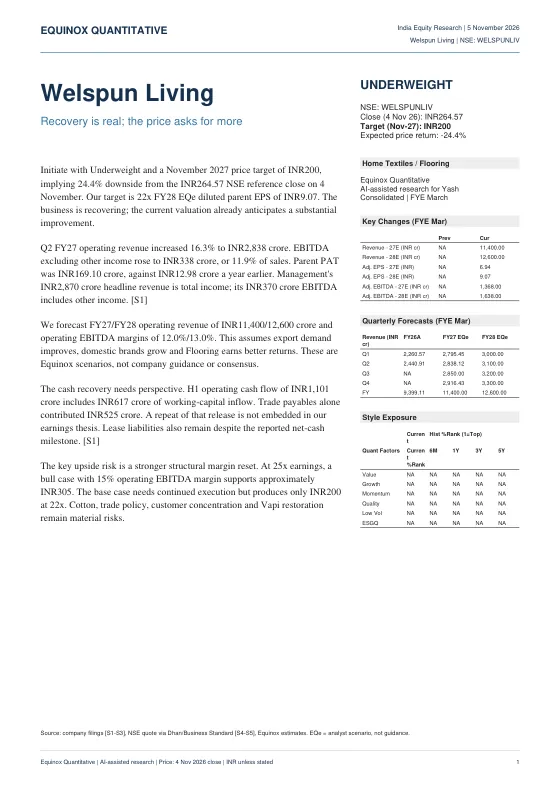 EQUINOX QUANTITATIVE
India Equity Research | 5 November 2026
Welspun Living | NSE: WELSPUNLIV
Welspun Living
Recovery is real; the price asks for more
Initiate with Underweight and a November 2027 price target of INR200,
implying 24.4% downside from the INR264.57 NSE reference close on 4
November. Our target is 22x FY28 EQe diluted parent EPS of INR9.07. The
business is recovering; the current valuation already anticipates a substantial
improvement.
Q2 FY27 operating revenue increased 16.3% to INR2,838 crore. EBITDA
excluding other income rose to INR338 crore, or 11.9% of sales. Parent PAT
was INR169.10 crore, against INR12.98 crore a year earlier. Management's
INR2,870 crore headline revenue is total income; its INR370 crore EBITDA
includes other income. [S1]
We forecast FY27/FY28 operating revenue of INR11,400/12,600 crore and
operating EBITDA margins of 12.0%/13.0%. This assumes export demand
improves, domestic brands grow and Flooring earns better returns. These are
Equinox scenarios, not company guidance or consensus.
The cash recovery needs perspective. H1 operating cash flow of INR1,101
crore includes INR617 crore of working-capital inflow. Trade payables alone
contributed INR525 crore. A repeat of that release is not embedded in our
earnings thesis. Lease liabilities also remain despite the reported net-cash
milestone. [S1]
The key upside risk is a stronger structural margin reset. At 25x earnings, a
bull case with 15% operating EBITDA margin supports approximately
INR305. The base case needs continued execution but produces only INR200
at 22x. Cotton, trade policy, customer concentration and Vapi restoration
remain material risks.
UNDERWEIGHT
NSE: WELSPUNLIV
Close (4 Nov 26): INR264.57
Target (Nov-27): INR200
Expected price return: -24.4%
Home Textiles / Flooring
Equinox Quantitative
AI-assisted research for Yash
Consolidated | FYE March
Key Changes (FYE Mar)
Prev Cur
Revenue - 27E (INR cr) NA 11,400.00
Revenue - 28E (INR cr) NA 12,600.00
Adj. EPS - 27E (INR) NA 6.94
Adj. EPS - 28E (INR) NA 9.07
Adj. EBITDA - 27E (INR cr) NA 1,368.00
Adj. EBITDA - 28E (INR cr) NA 1,638.00
Quarterly Forecasts (FYE Mar)
Revenue (INR FY26A FY27 EQe FY28 EQe
cr)
Q1 2,260.57 2,795.45 3,000.00
Q2 2,440.91 2,838.12 3,100.00
Q3 NA 2,850.00 3,200.00
Q4 NA 2,916.43 3,300.00
FY 9,399.11 11,400.00 12,600.00
Style Exposure
Curren Hist %Rank (1=Top)
t
Quant Factors Curren 6M 1Y 3Y 5Y
t
%Rank
Value NA NA NA NA NA
Growth NA NA NA NA NA
Momentum NA NA NA NA NA
Quality NA NA NA NA NA
Low Vol NA NA NA NA NA
ESGQ NA NA NA NA NA
Source: company filings [S1-S3], NSE quote via Dhan/Business Standard [S4-S5], Equinox estimates. EQe = analyst scenario, not guidance.
Equinox Quantitative | AI-assisted research | Price: 4 Nov 2026 close | INR unless stated
1